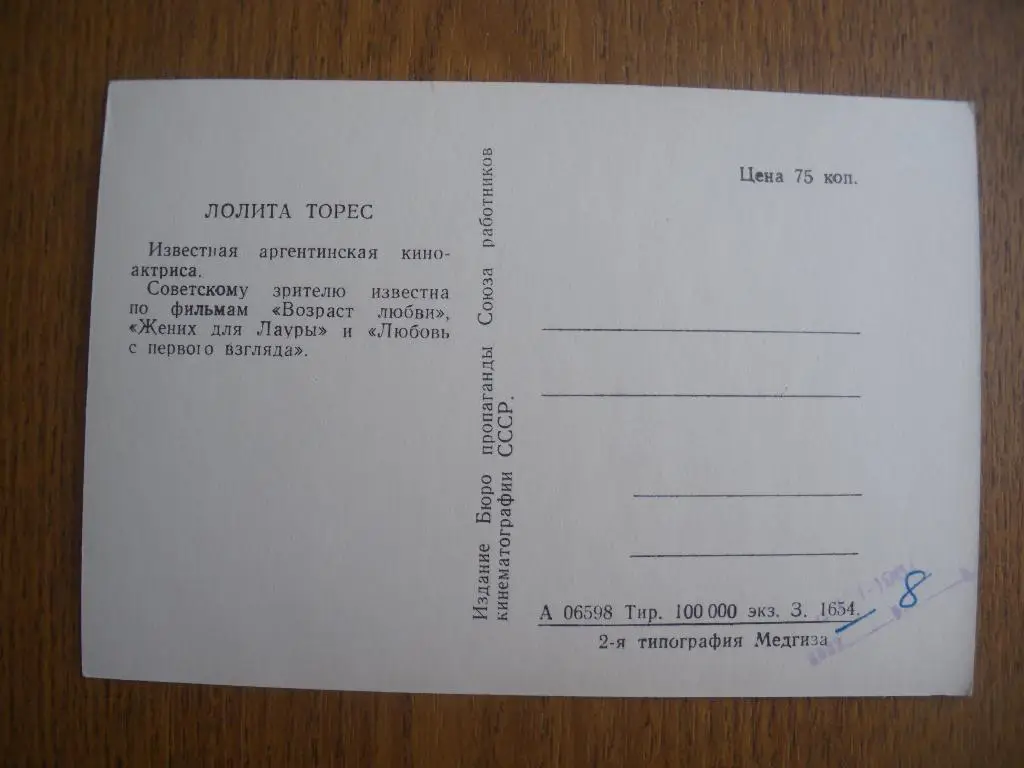 ЛОЛИТА ТОРЕС
Известная аргентинская кино-
актриса.
Советскому зрителю известна
по фильмам «Возраст любви»,
«Жених для Лауры» и «Любовь
с первого взгляда».
Издание Бюро пропаганды Союза работников
кинематографии СССР.
Цена 75 коп.
А 06598 Тир. 100 000 экз. З. 1654.
2-я типография Медгиза
8